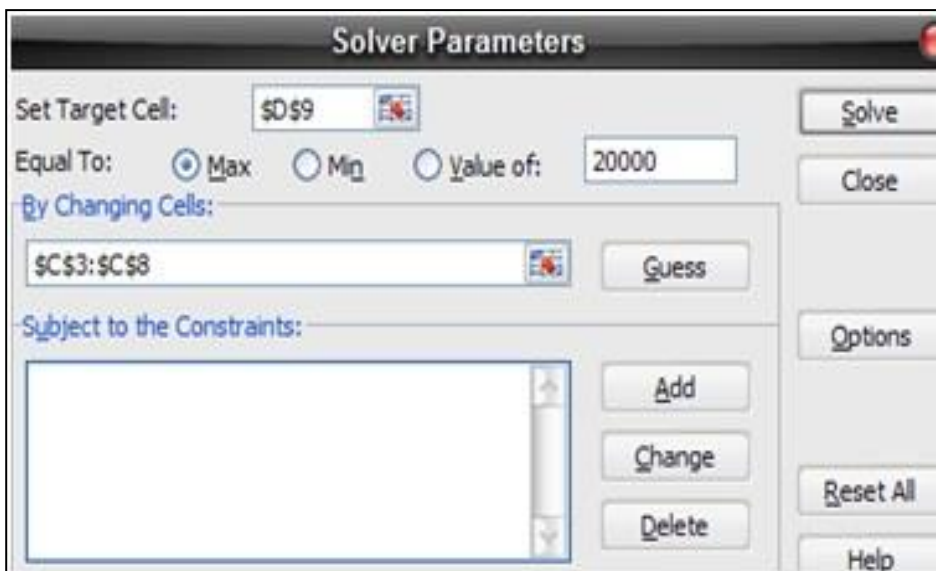 Solver Parameters
Set Target Cell: $D$9 Solve
Equal To: Max Min Value of: 20000 Close
By Changing Cells:
$C$3:$C$8 Guess
Subject to the Constraints: Options
Add
Change
Reset All
Delete
Help